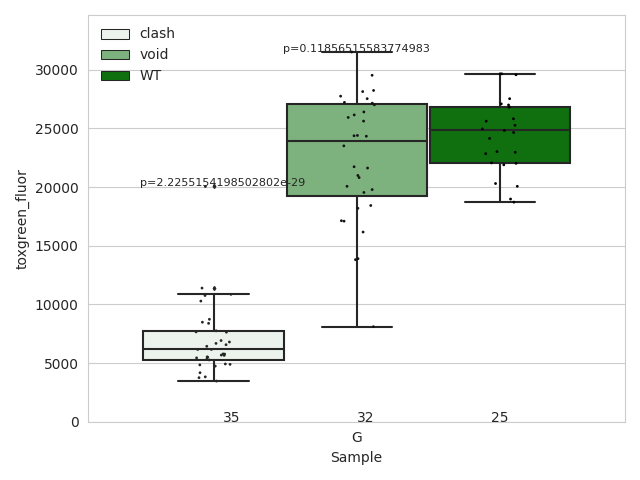 clash
void
WT
p=0.11856515583774983
p=2.2255154198502802e-29
30000
25000
20000
15000
10000
5000
0
toxgreen_fluor
35 32 25
G
Sample